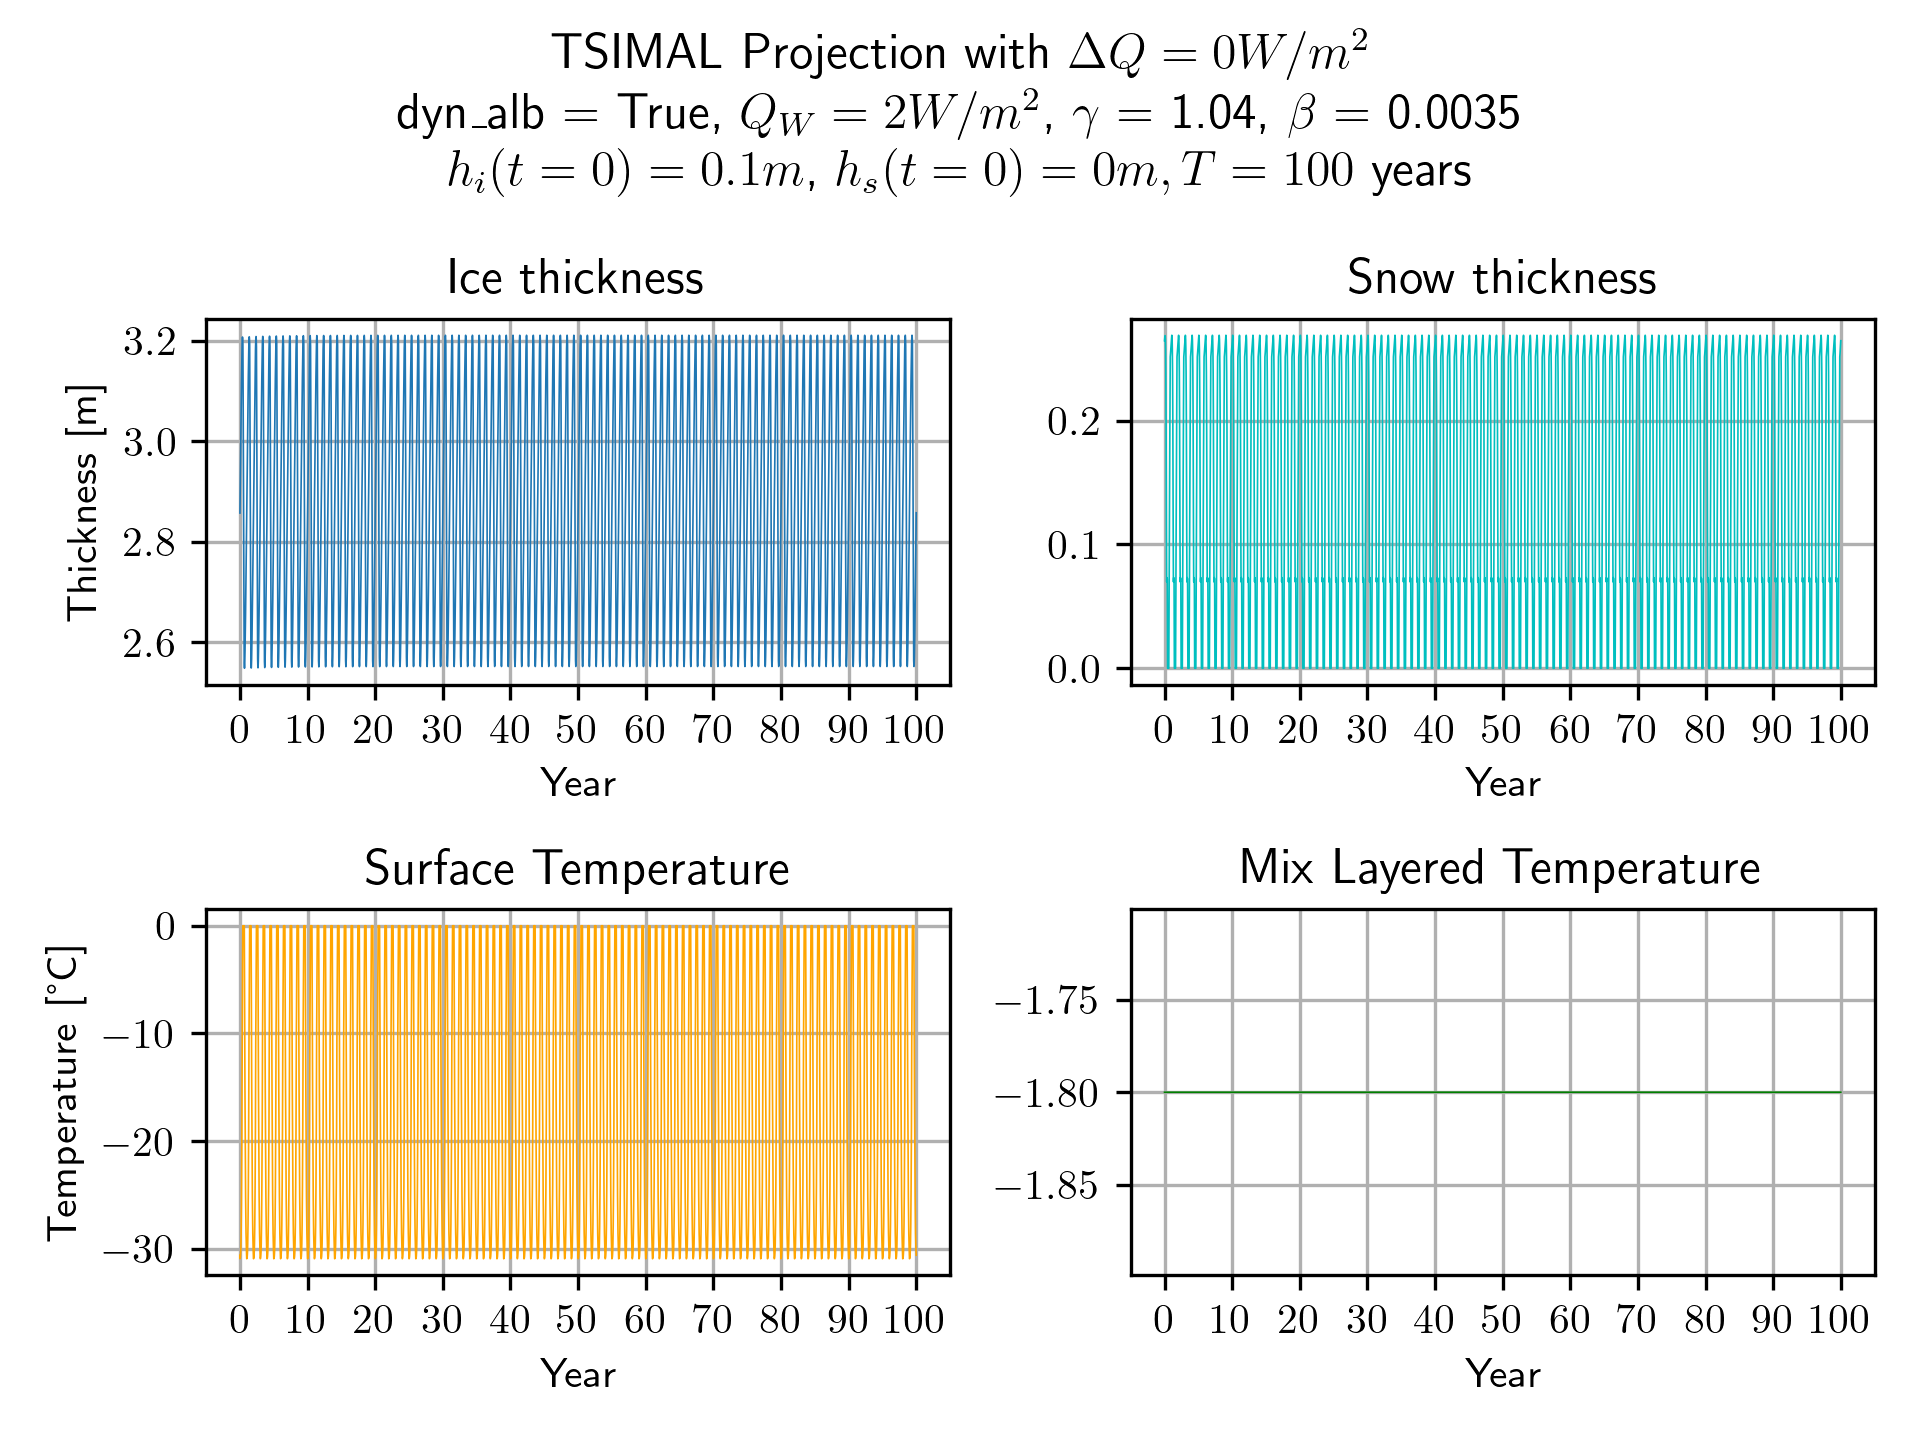 TSIMAL Projection with ΔQ = 0W/m²
dyn_alb = True, Q_W = 2W/m², γ = 1.04, β = 0.0035
h_i(t = 0) = 0.1m, h_s(t = 0) = 0m, T = 100 years
Ice thickness
Thickness [m]
3.2
3.0
2.8
2.6
0 10 20 30 40 50 60 70 80 90 100
Year
Snow thickness
0.2
0.1
0.0
0 10 20 30 40 50 60 70 80 90 100
Year
Surface Temperature
Temperature [°C]
0
−10
−20
−30
0 10 20 30 40 50 60 70 80 90 100
Year
Mix Layered Temperature
−1.75
−1.80
−1.85
0 10 20 30 40 50 60 70 80 90 100
Year